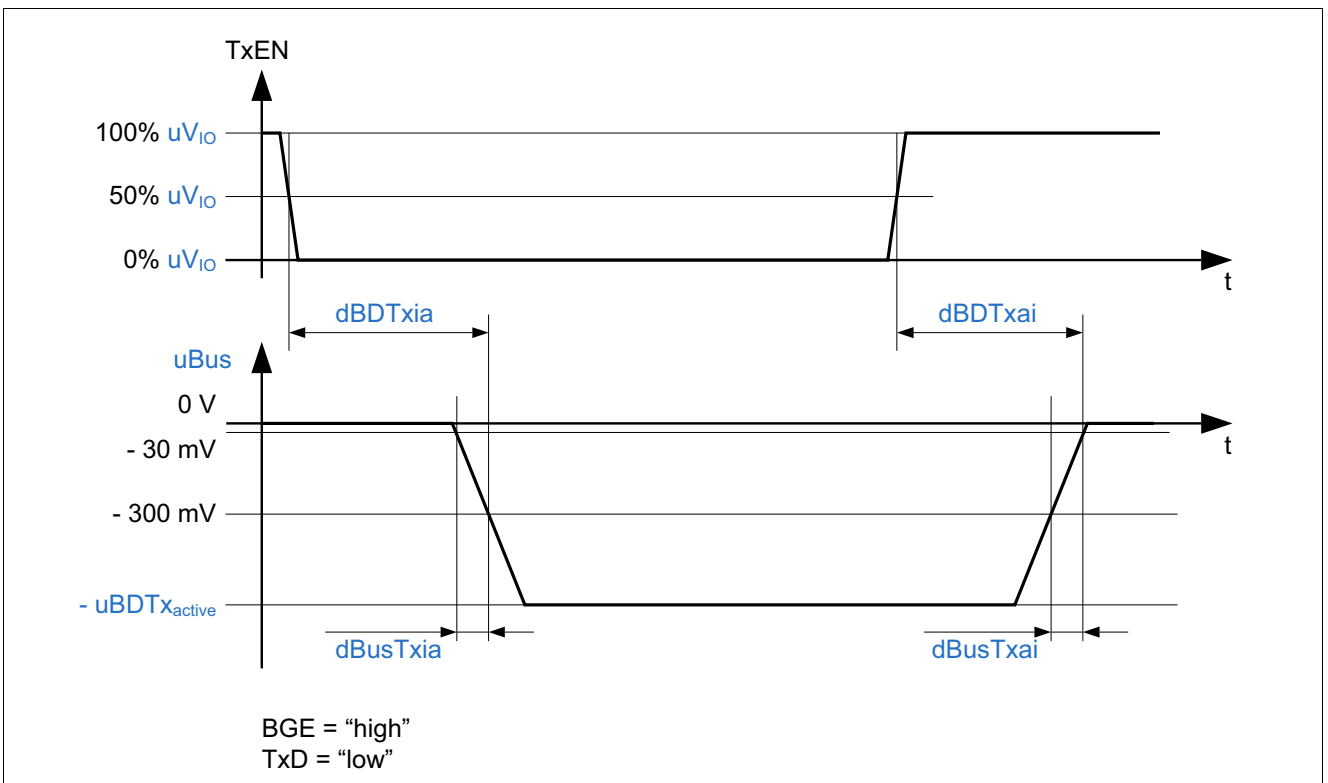 TxEN
100% uVIO
50% uVIO
0% uVIO
t
dBDTxia
dBDTxai
uBus
0 V
- 30 mV
t
- 300 mV
- uBDTxactive
dBusTxia
dBusTxai
BGE = “high”
TxD = “low”